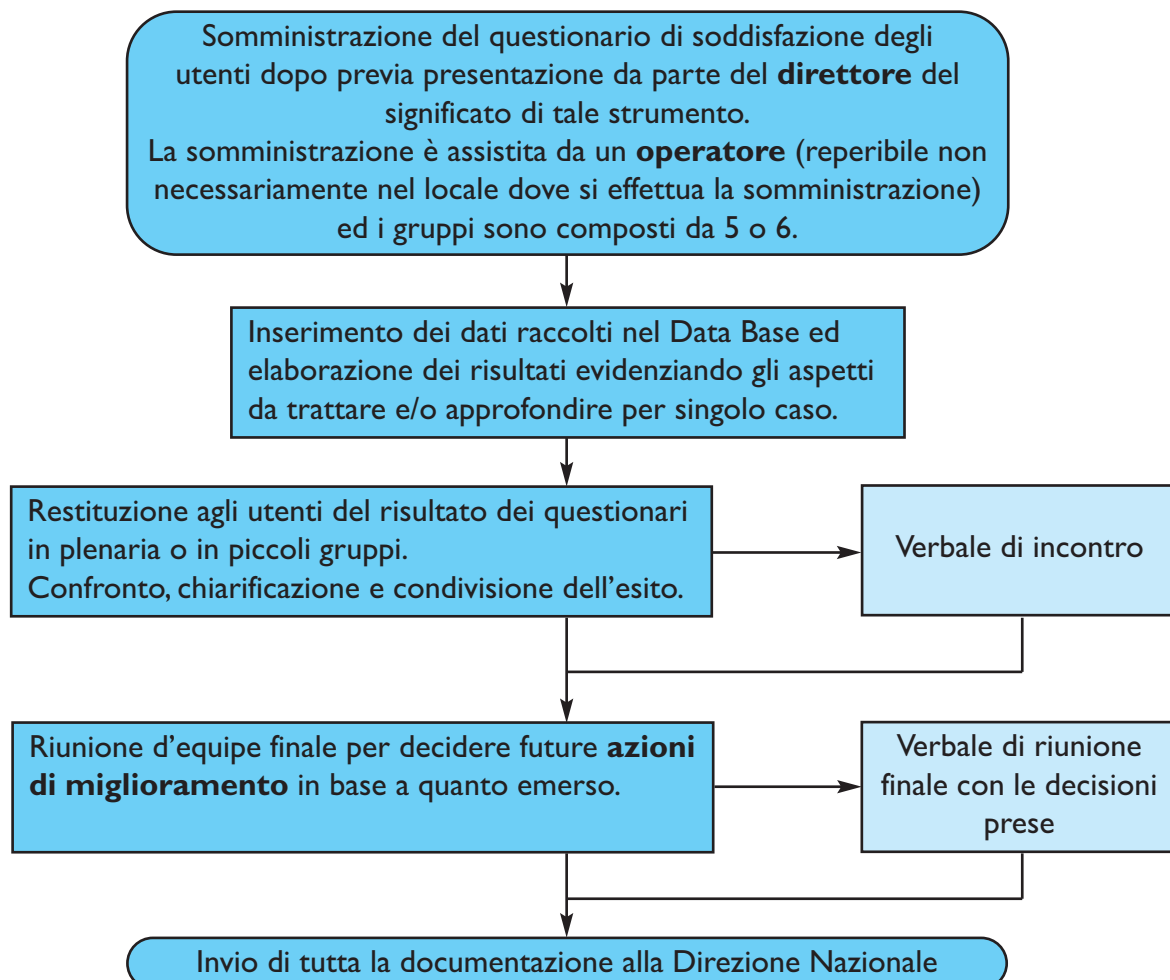 Somministrazione del questionario di soddisfazione degli
utenti dopo previa presentazione da parte del direttore del
significato di tale strumento.
La somministrazione è assistita da un operatore (reperibile non
necessariamente nel locale dove si effettua la somministrazione)
ed i gruppi sono composti da 5 o 6.
Inserimento dei dati raccolti nel Data Base ed
elaborazione dei risultati evidenziando gli aspetti
da trattare e/o approfondire per singolo caso.
Restituzione agli utenti del risultato dei questionari
in plenaria o in piccoli gruppi.
Confronto, chiarificazione e condivisione dell'esito.
Verbale di incontro
Riunione d'equipe finale per decidere future azioni
di miglioramento in base a quanto emerso.
Verbale di riunione
finale con le decisioni
prese
Invio di tutta la documentazione alla Direzione Nazionale